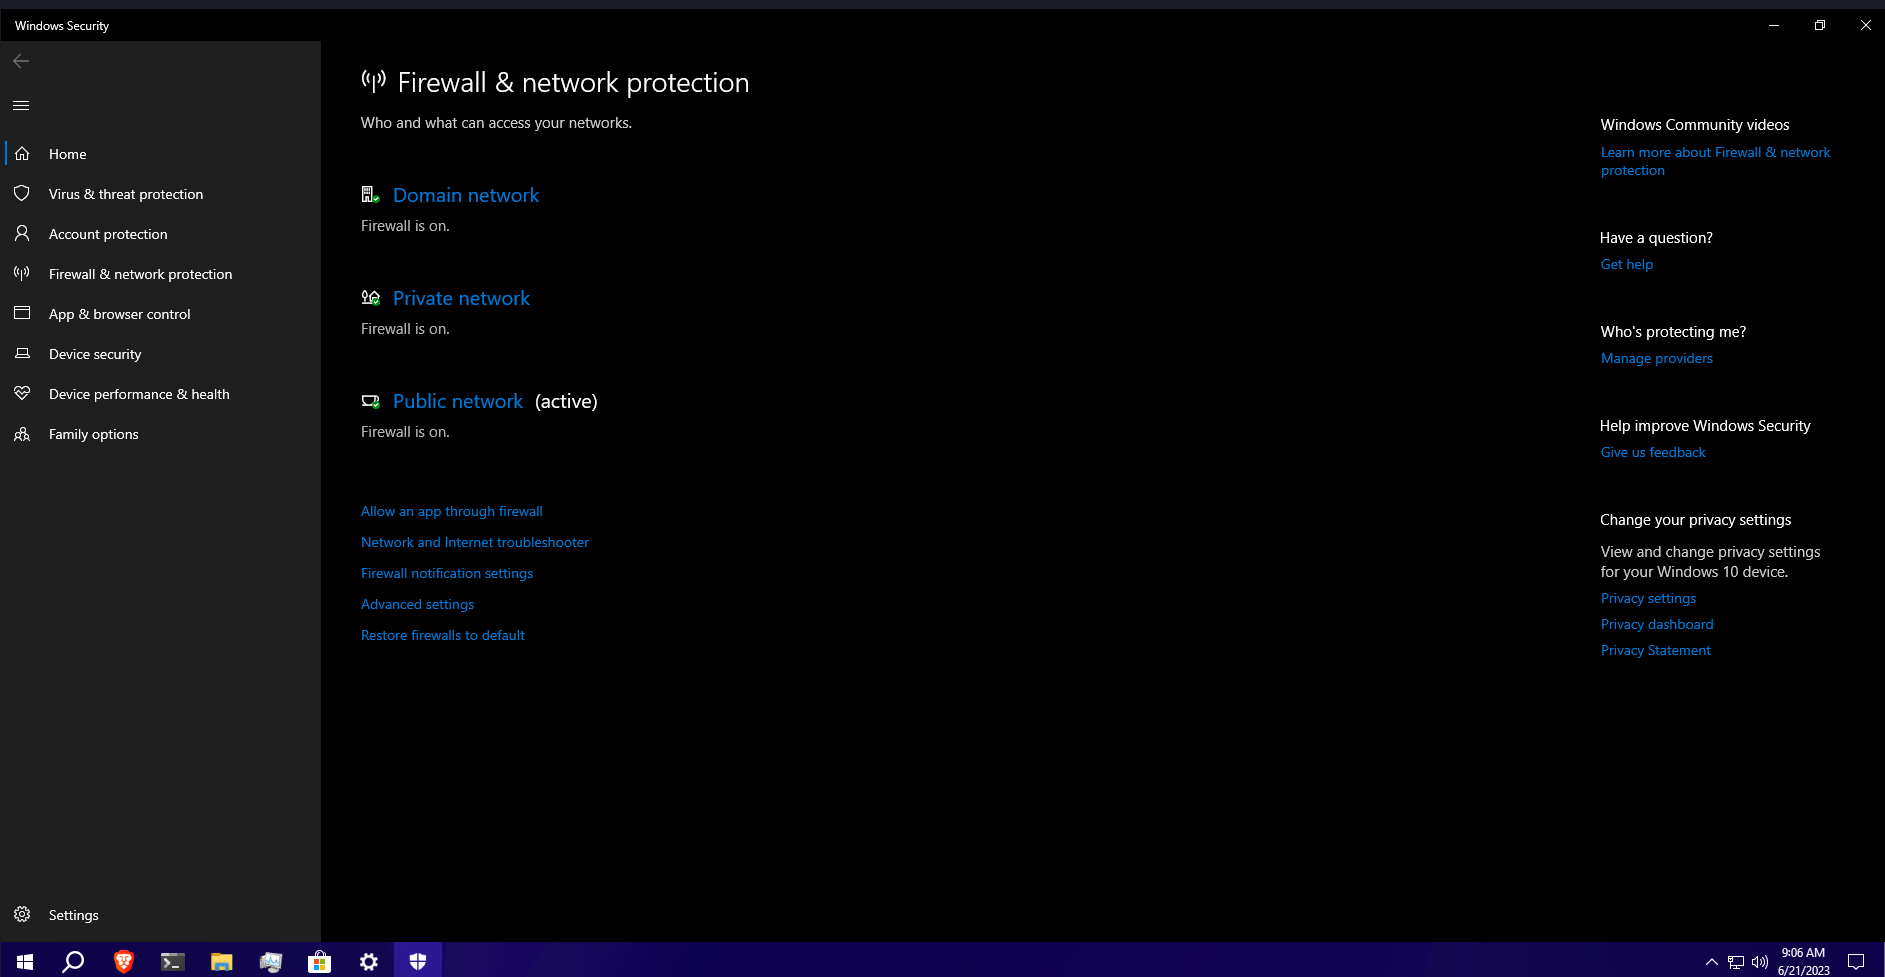 Windows Security
Home
Virus & threat protection
Account protection
Firewall & network protection
App & browser control
Device security
Device performance & health
Family options
Settings
Firewall & network protection
Who and what can access your networks.
Domain network
Firewall is on.
Private network
Firewall is on.
Public network (active)
Firewall is on.
Allow an app through firewall
Network and Internet troubleshooter
Firewall notification settings
Advanced settings
Restore firewalls to default
Windows Community videos
Learn more about Firewall & network
protection
Have a question?
Get help
Who's protecting me?
Manage providers
Help improve Windows Security
Give us feedback
Change your privacy settings
View and change privacy settings
for your Windows 10 device.
Privacy settings
Privacy dashboard
Privacy Statement
9:06 AM
6/21/2023